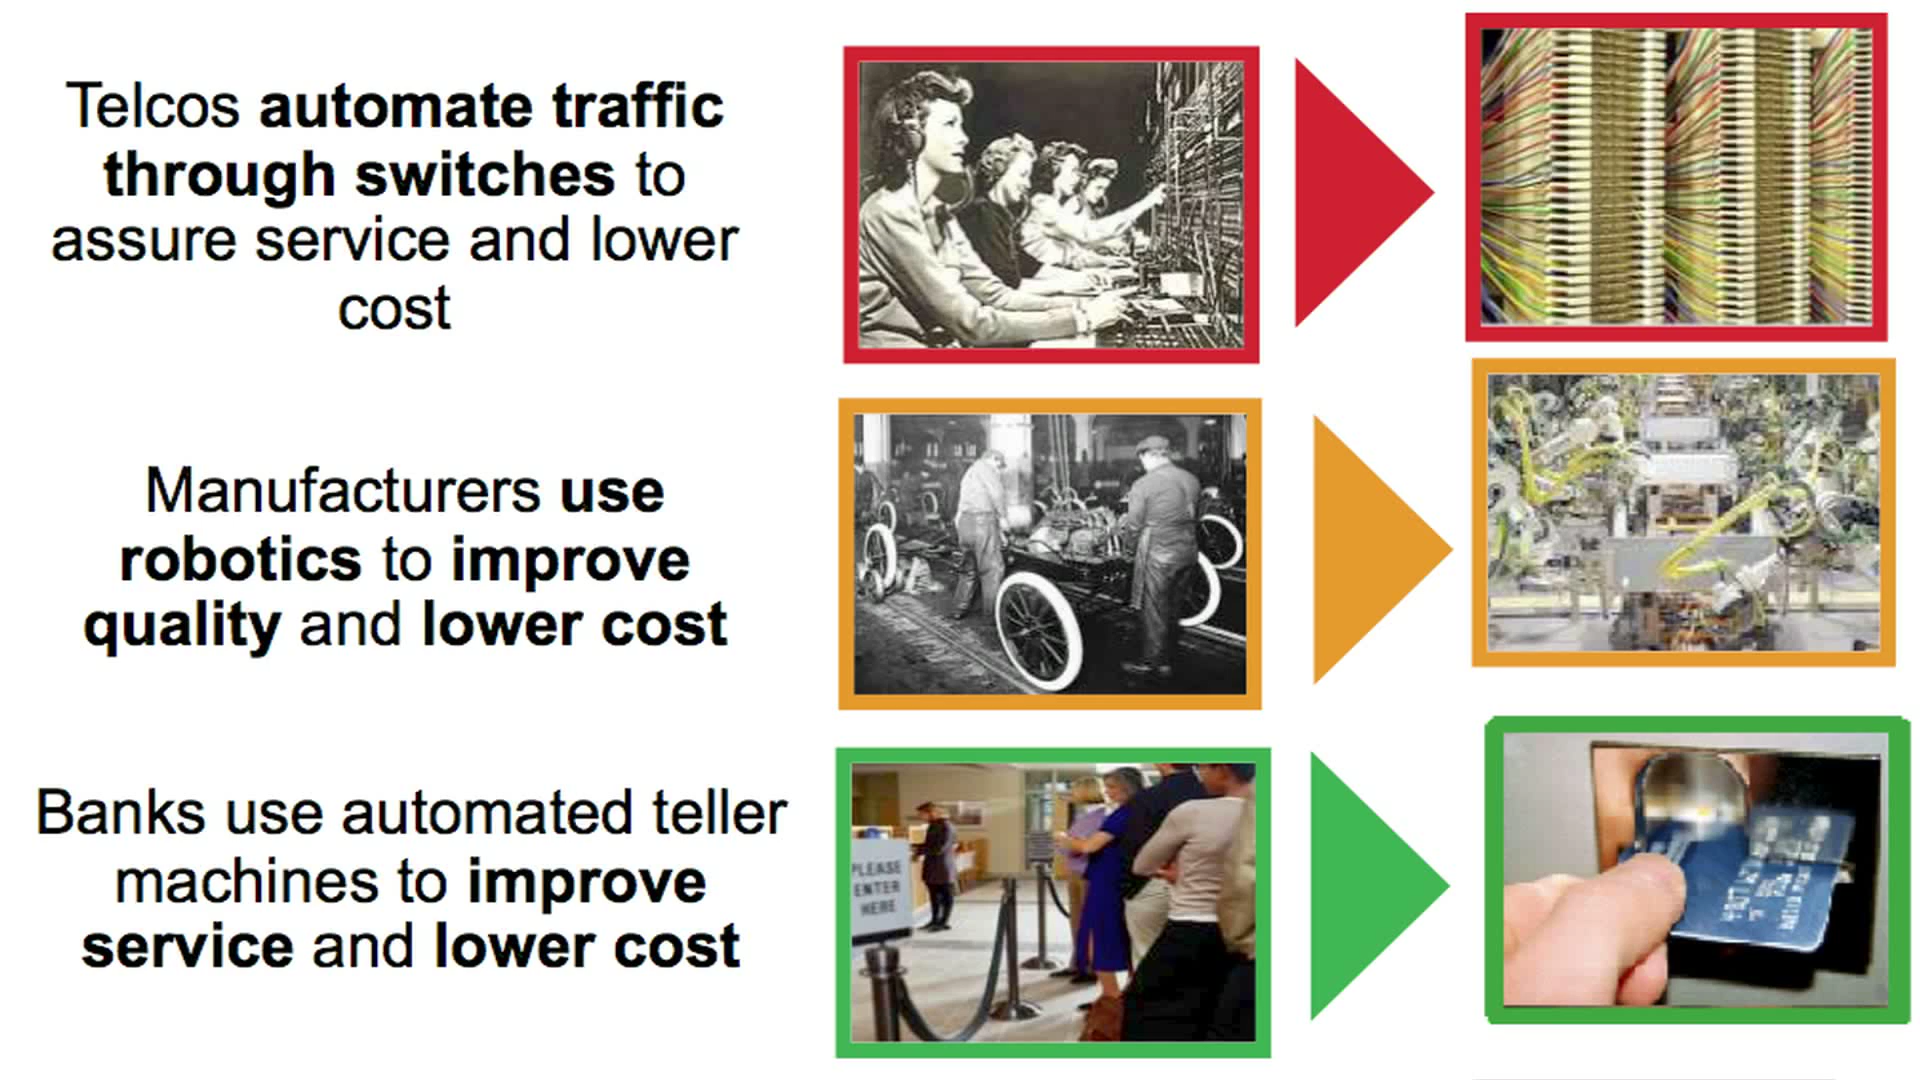 Telcos automate traffic
through switches to
assure service and lower
cost
Manufacturers use
robotics to improve
quality and lower cost
Banks use automated teller
machines to improve
service and lower cost
PLEASE
ENTER
HERE